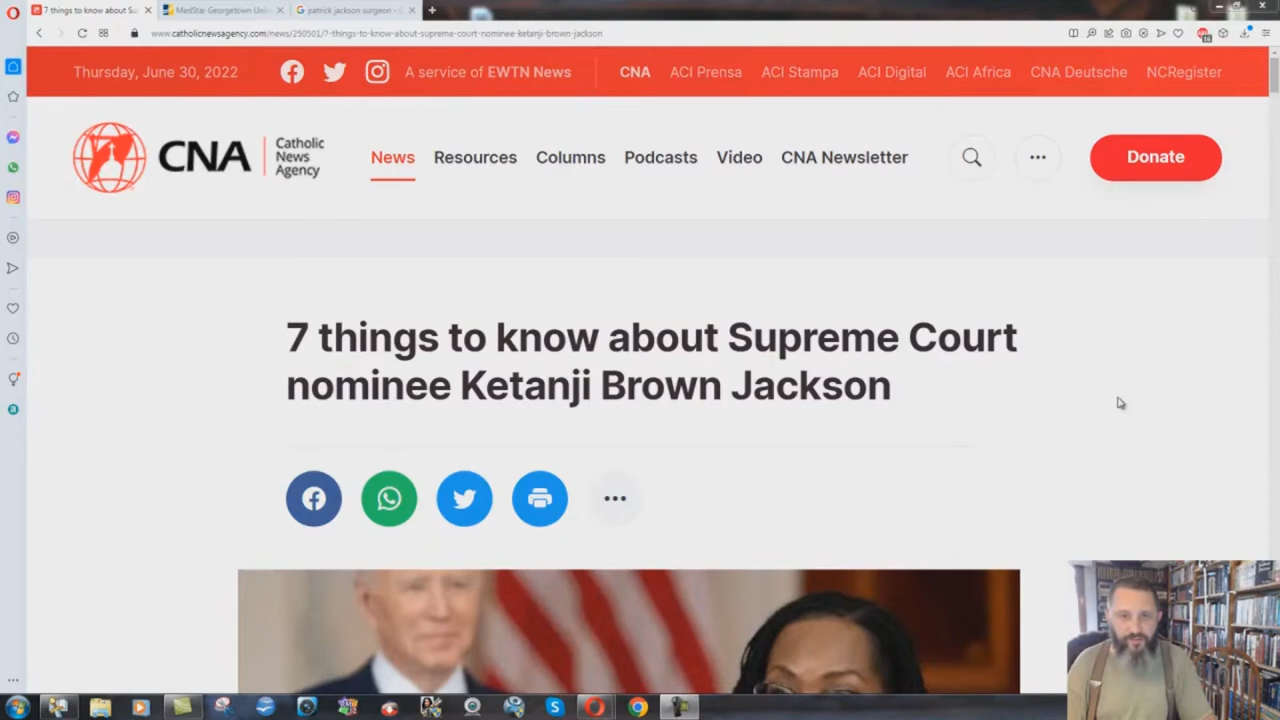 7 things to know about Su
MedStar Georgetown Univ
patrick jackson surgeon - G
www.catholicnewsagency.com/news/250501/7-things-to-know-about-supreme-court-nominee-ketanji-brown-jackson
Thursday, June 30, 2022
A service of EWTN News
CNA
ACI Prensa
ACI Stampa
ACI Digital
ACI Africa
CNA Deutsche
NCRegister
CNA
Catholic
News
Agency
News
Resources
Columns
Podcasts
Video
CNA Newsletter
Donate
7 things to know about Supreme Court
nominee Ketanji Brown Jackson